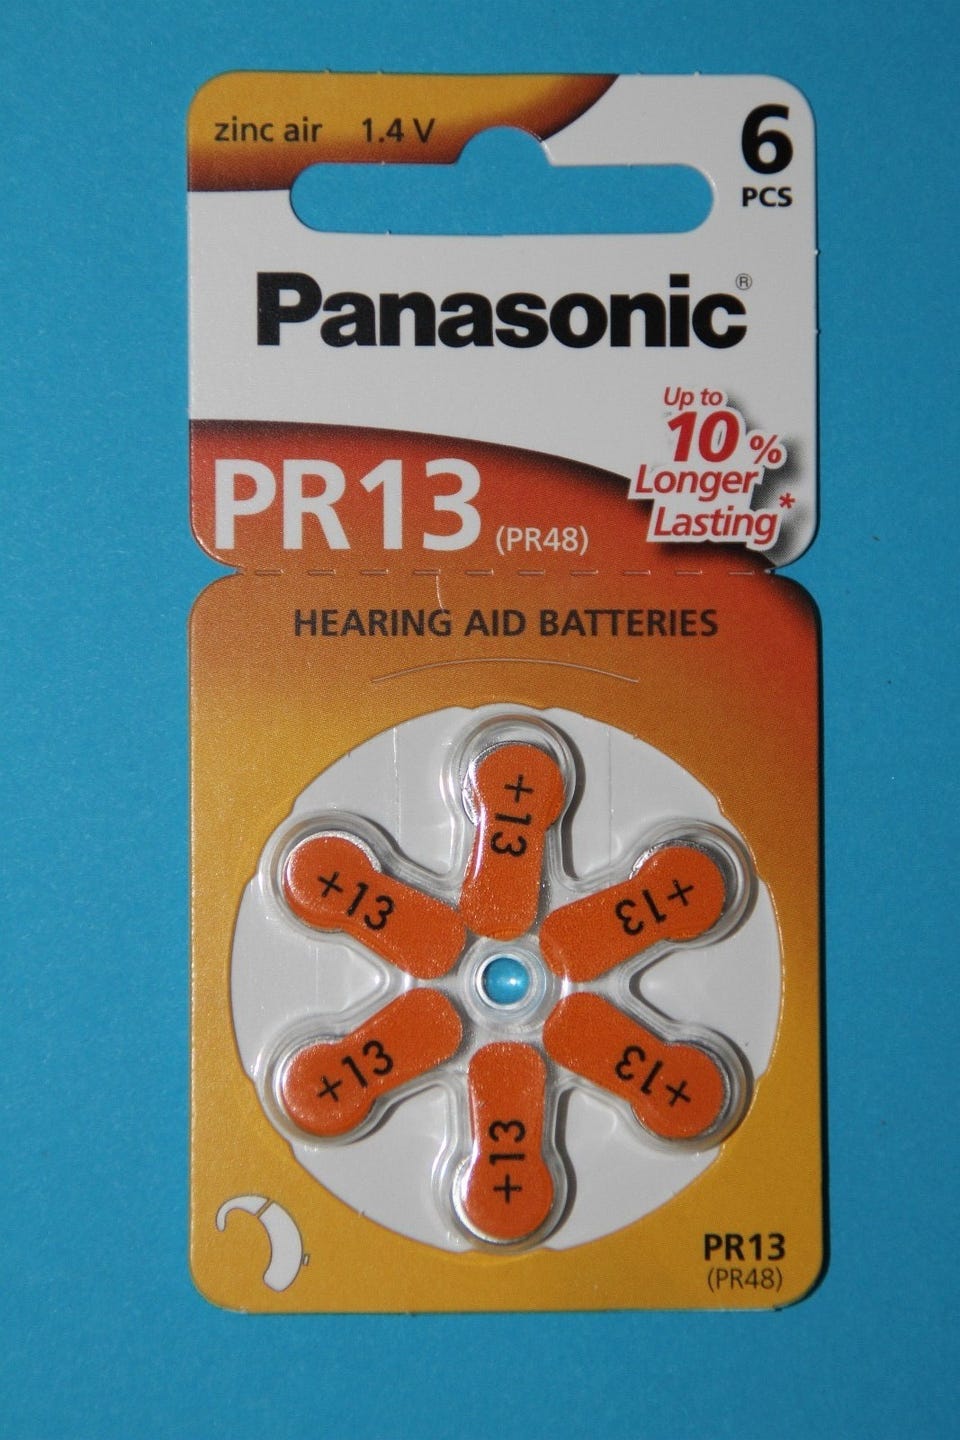 zinc air 1.4 V
6
PCS
Panasonic®
Up to
10 %
Longer
Lasting*
PR13 (PR48)
HEARING AID BATTERIES
+13
+13
+13
+13
+13
+13
PR13
(PR48)